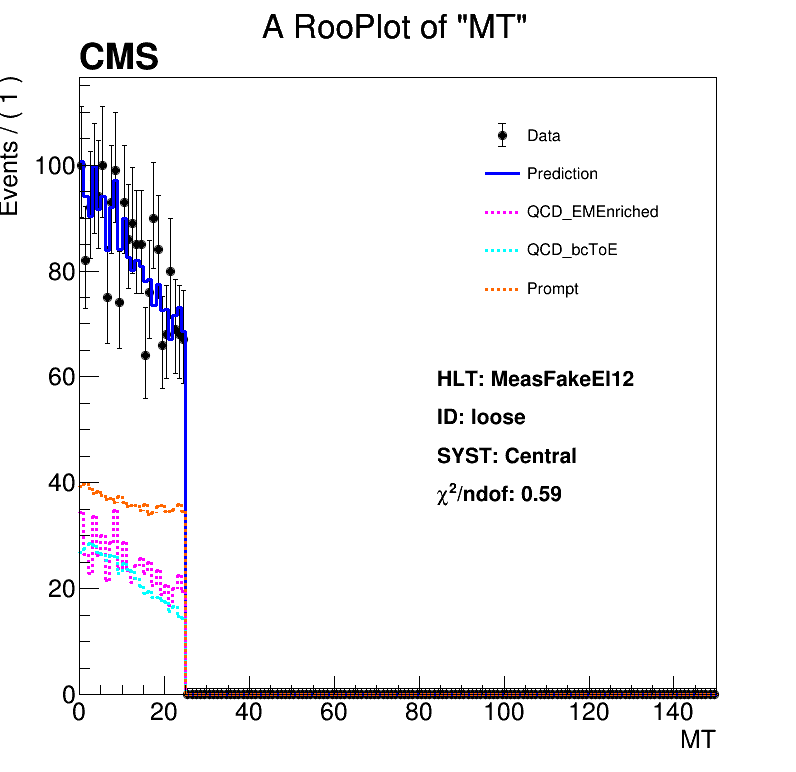 A RooPlot of "MT"
CMS
Events / ( 1 )
100
80
60
40
20
0
Data
Prediction
QCD_EMEnriched
QCD_bcToE
Prompt
HLT: MeasFakeEl12
ID: loose
SYST: Central
χ²/ndof: 0.59
0 20 40 60 80 100 120 140
MT